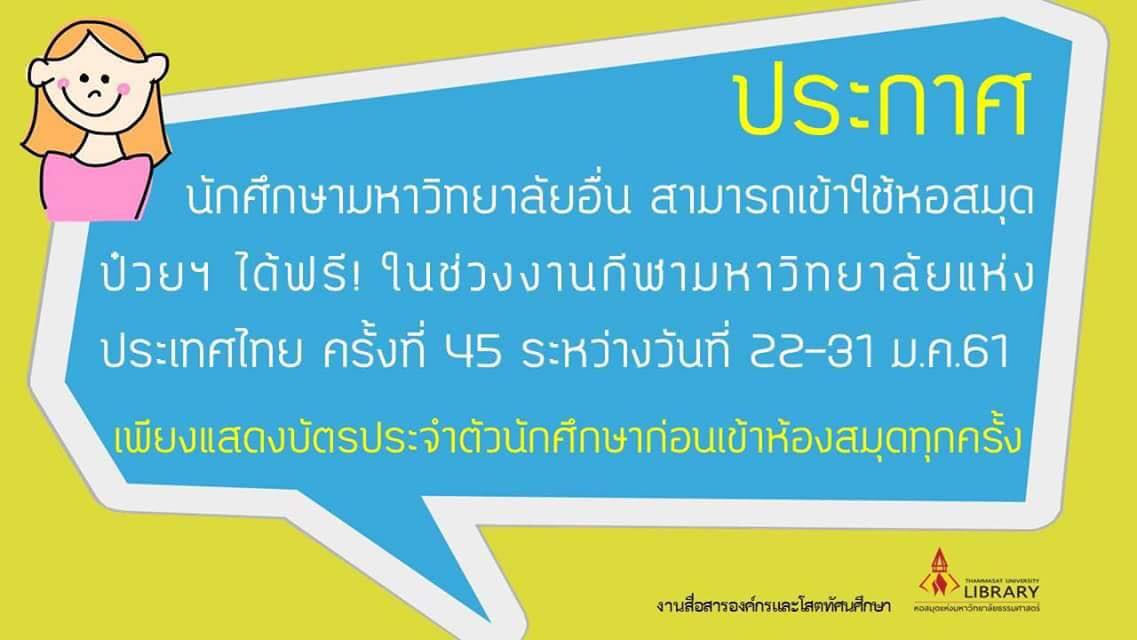 ประกาศ
นักศึกษามหาวิทยาลัยอื่น สามารถเข้าใช้หอสมุด
ป๋วยฯ ได้ฟรี! ในช่วงงานกีฬามหาวิทยาลัยแห่ง
ประเทศไทย ครั้งที่ 45 ระหว่างวันที่ 22-31 ม.ค.61
เพียงแสดงบัตรประจำตัวนักศึกษาก่อนเข้าห้องสมุดทุกครั้ง
งานสื่อสารองค์กรและโสตทัศนศึกษา
THAMMASAT UNIVERSITY
LIBRARY
หอสมุดแห่งมหาวิทยาลัยธรรมศาสตร์